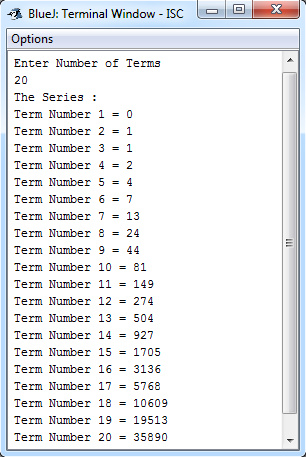 BlueJ: Terminal Window - ISC
Options
Enter Number of Terms
20
The Series :
Term Number 1 = 0
Term Number 2 = 1
Term Number 3 = 1
Term Number 4 = 2
Term Number 5 = 4
Term Number 6 = 7
Term Number 7 = 13
Term Number 8 = 24
Term Number 9 = 44
Term Number 10 = 81
Term Number 11 = 149
Term Number 12 = 274
Term Number 13 = 504
Term Number 14 = 927
Term Number 15 = 1705
Term Number 16 = 3136
Term Number 17 = 5768
Term Number 18 = 10609
Term Number 19 = 19513
Term Number 20 = 35890